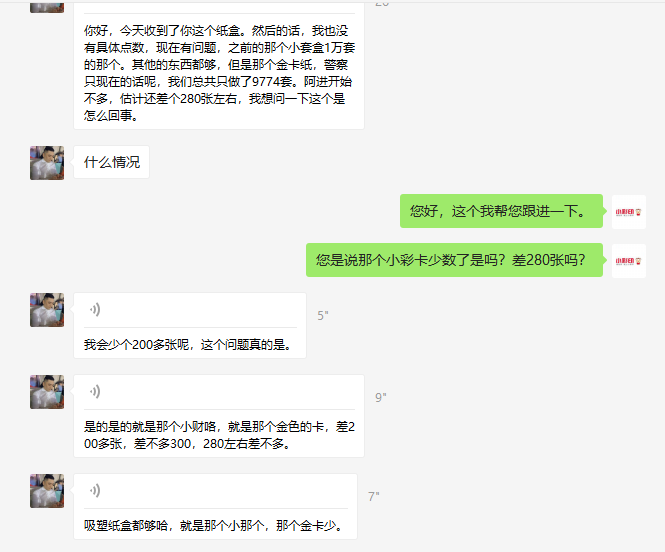 你好，今天收到了你这个纸盒。然后的话，我也没
有具体点数，现在有问题，之前的那个小套盒1万套
的那个。其他的东西都够，但是那个金卡纸，警察
只现在的话呢，我们总共只做了9774套。阿进开始
不多，估计还差个280张左右，我想问一下这个是
怎么回事。
什么情况
您好，这个我帮您跟进一下。
小彩印
您是说那个小彩卡少数了是吗？差280张吗？
小彩印
5"
我会少个200多张呢，这个问题真的是。
9"
是的是的就是那个小财咯，就是那个金色的卡，差2
00多张，差不多300，280左右差不多。
7"
吸塑纸盒都够哈，就是那个小那个，那个金卡少。